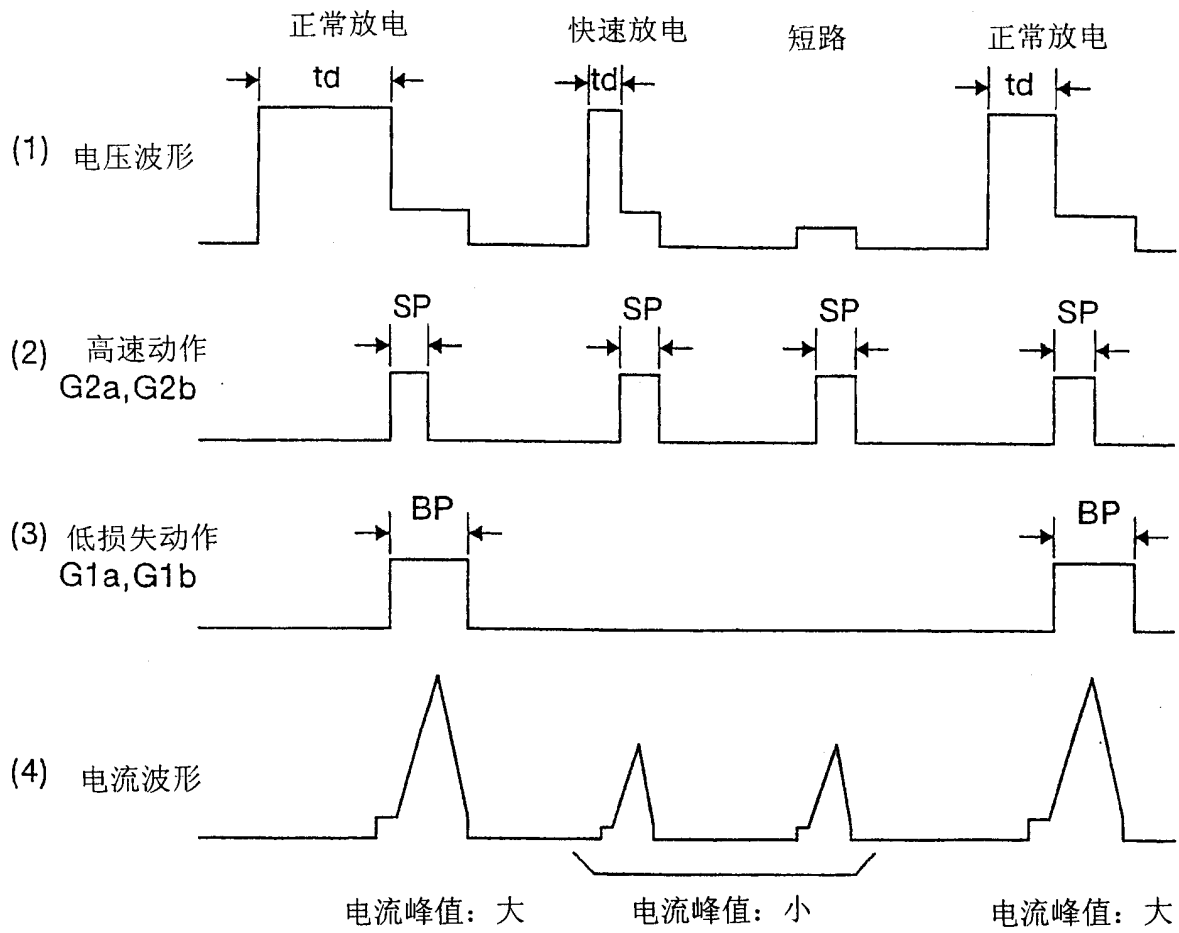 正常放电 快速放电 短路 正常放电
td td td
(1) 电压波形
SP SP SP SP
(2) 高速动作
G2a,G2b
BP BP
(3) 低损失动作
G1a,G1b
(4) 电流波形
电流峰值：大 电流峰值：小 电流峰值：大